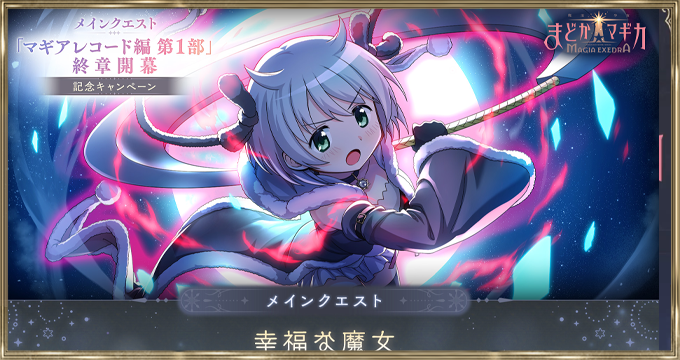 メインクエスト
「マギアレコード編 第1部」
終章開幕
記念キャンペーン
まどか☆マギカ
MAGIA EXEDRA
メインクエスト
幸福な魔女